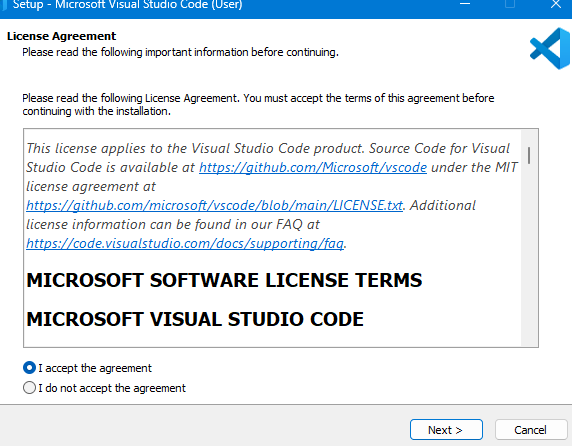 Setup - Microsoft Visual Studio Code (User)
License Agreement
Please read the following important information before continuing.
Please read the following License Agreement. You must accept the terms of this agreement before
continuing with the installation.
This license applies to the Visual Studio Code product. Source Code for Visual
Studio Code is available at https://github.com/Microsoft/vscode under the MIT
license agreement at
https://github.com/microsoft/vscode/blob/main/LICENSE.txt. Additional
license information can be found in our FAQ at
https://code.visualstudio.com/docs/supporting/faq.
MICROSOFT SOFTWARE LICENSE TERMS
MICROSOFT VISUAL STUDIO CODE
I accept the agreement
I do not accept the agreement
Next >
Cancel